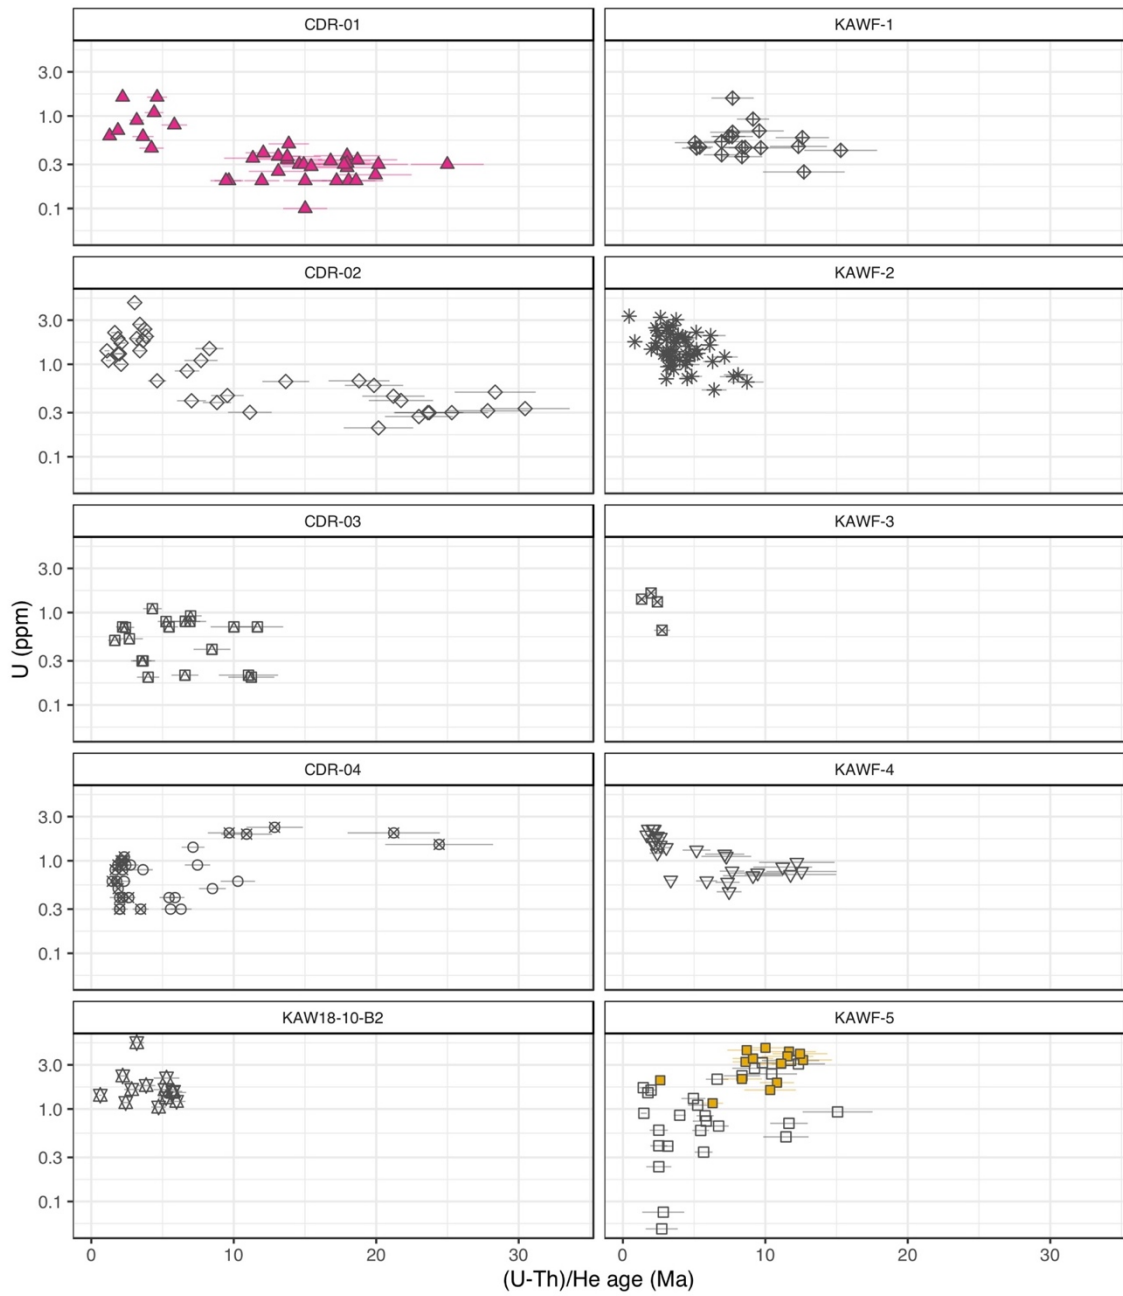 CDR-01
KAWF-1
3.0
1.0
0.3
0.1
CDR-02
KAWF-2
3.0
1.0
0.3
0.1
CDR-03
KAWF-3
3.0
1.0
0.3
0.1
CDR-04
KAWF-4
3.0
1.0
0.3
0.1
KAW18-10-B2
KAWF-5
3.0
1.0
0.3
0.1
U (ppm)
0 10 20 30 0 10 20 30
(U-Th)/He age (Ma)